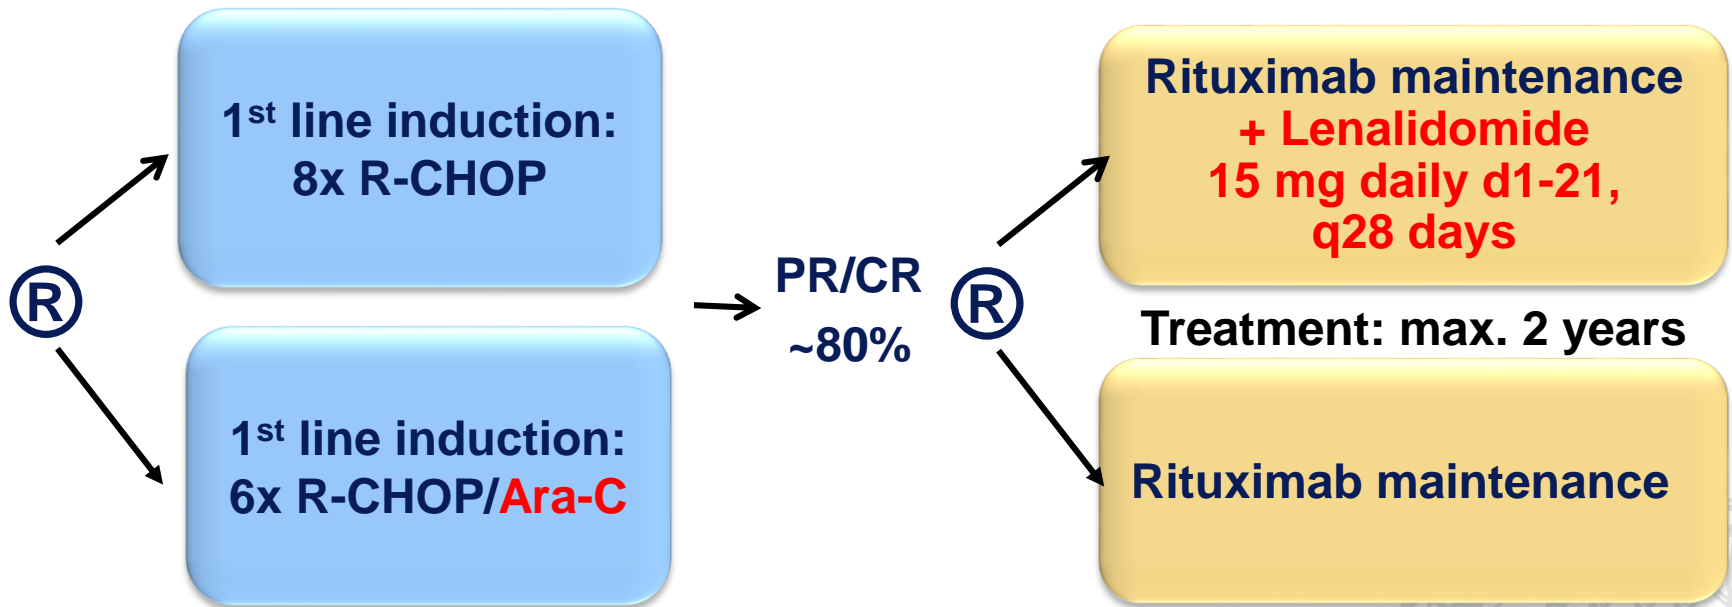 1st line induction:
8x R-CHOP
R
1st line induction:
6x R-CHOP/Ara-C
PR/CR
~80%
R
Rituximab maintenance
+ Lenalidomide
15 mg daily d1-21,
q28 days
Treatment: max. 2 years
Rituximab maintenance